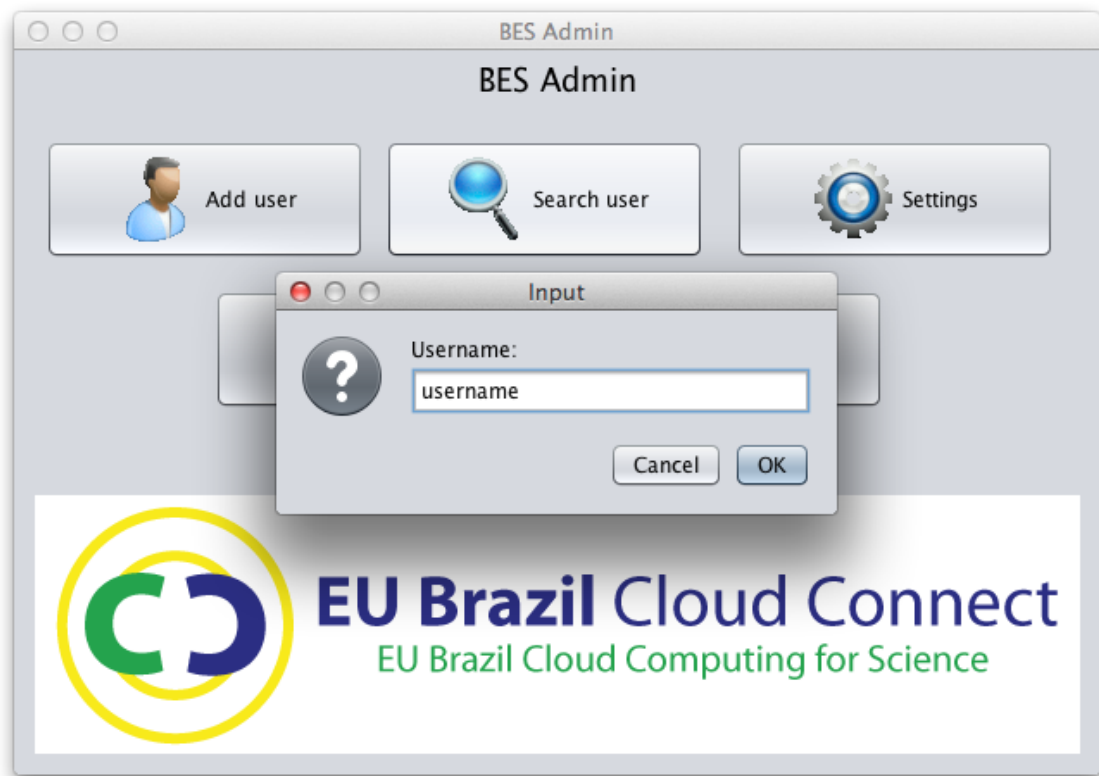 BES Admin
BES Admin
Add user
Search user
Settings
Input
Username:
username
Cancel
OK
EU Brazil Cloud Connect
EU Brazil Cloud Computing for Science